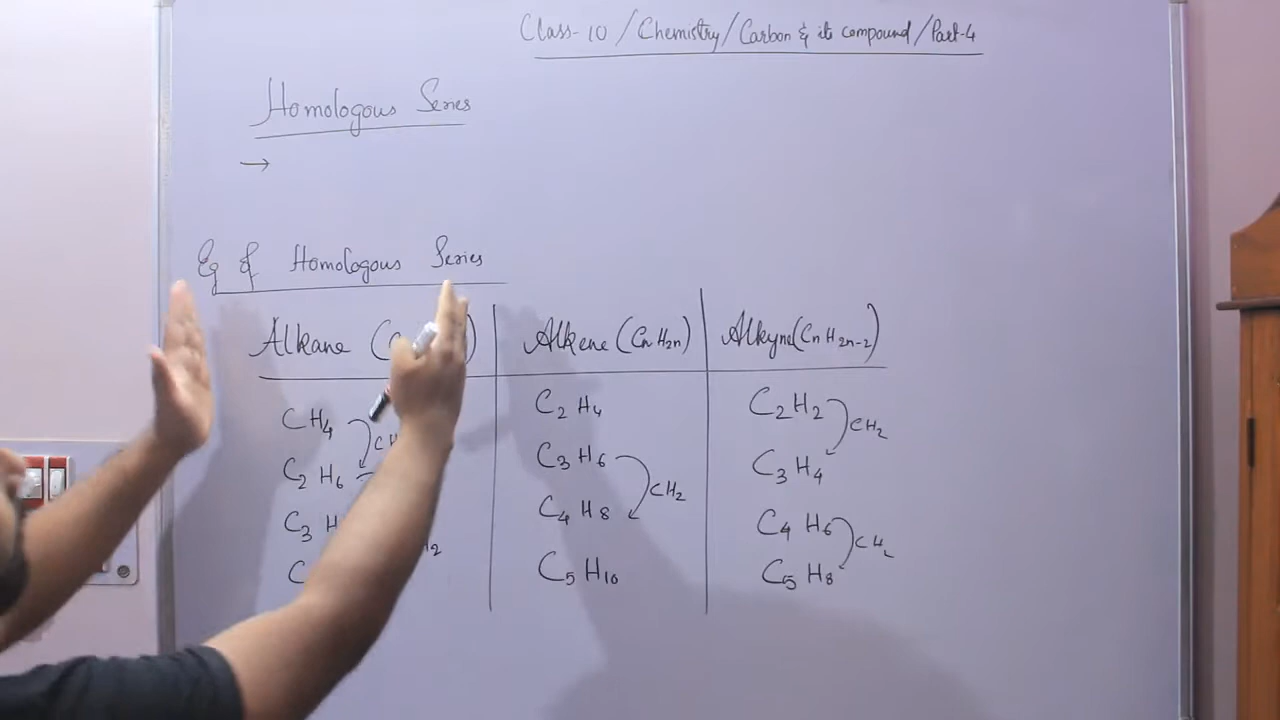 Class-10 / Chemistry / Carbon & its compound / Part-4
Homologous Series
→
Eg of Homologous Series
Alkane ( ) Alkene (CnH2n) Alkyne (CnH2n-2)
CH4 C2H4 C2H2 CH2
C2H6 C3H6 CH2 C3H4
C3H C4H8 C4H6 CH2
C C5H10 C5H8